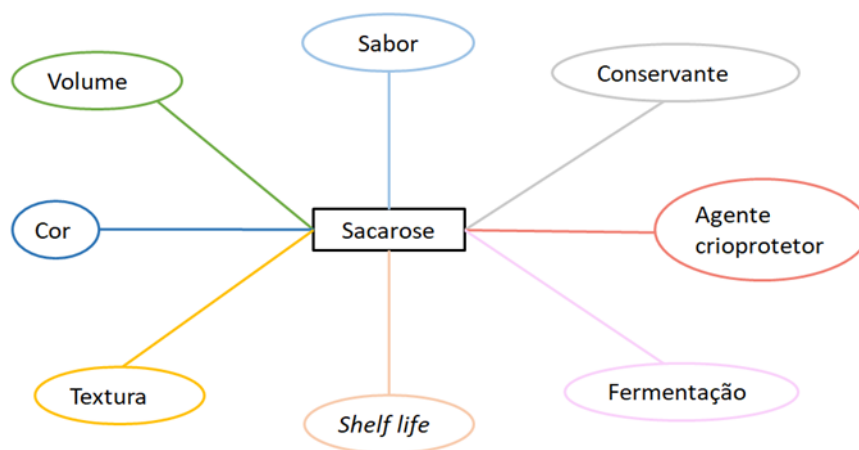 Sabor
Volume
Conservante
Cor
Sacarose
Agente
crioprotetor
Textura
Shelf life
Fermentação